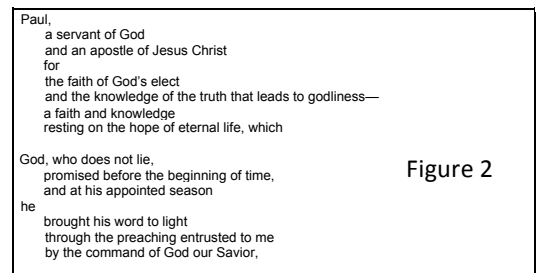 Paul,
a servant of God
and an apostle of Jesus Christ
for
the faith of God's elect
and the knowledge of the truth that leads to godliness—
a faith and knowledge
resting on the hope of eternal life, which
God, who does not lie,
promised before the beginning of time,
and at his appointed season
he
brought his word to light
through the preaching entrusted to me
by the command of God our Savior,
Figure 2